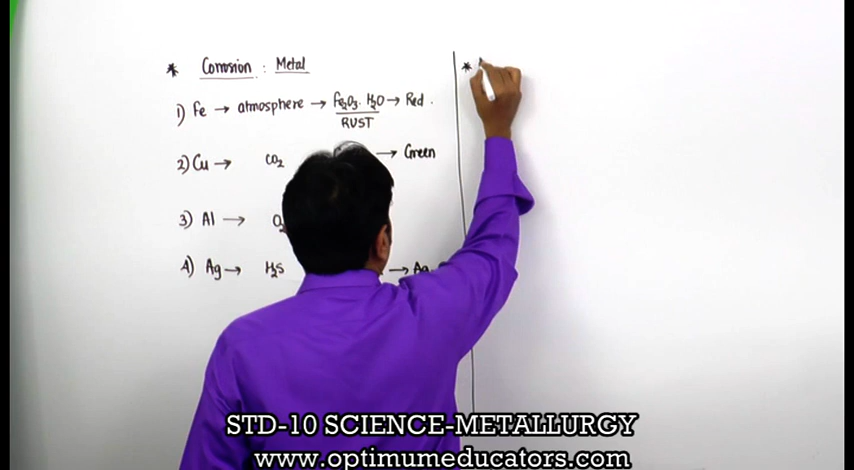 * Corrosion : Metal
1) Fe → atmosphere → Fe₂O₃. H₂O → Red.
RUST
2) Cu → CO₂ → Green
3) Al →
4) Ag → H₂S → Ag
*
STD-10 SCIENCE-METALLURGY
www.optimumeducators.com